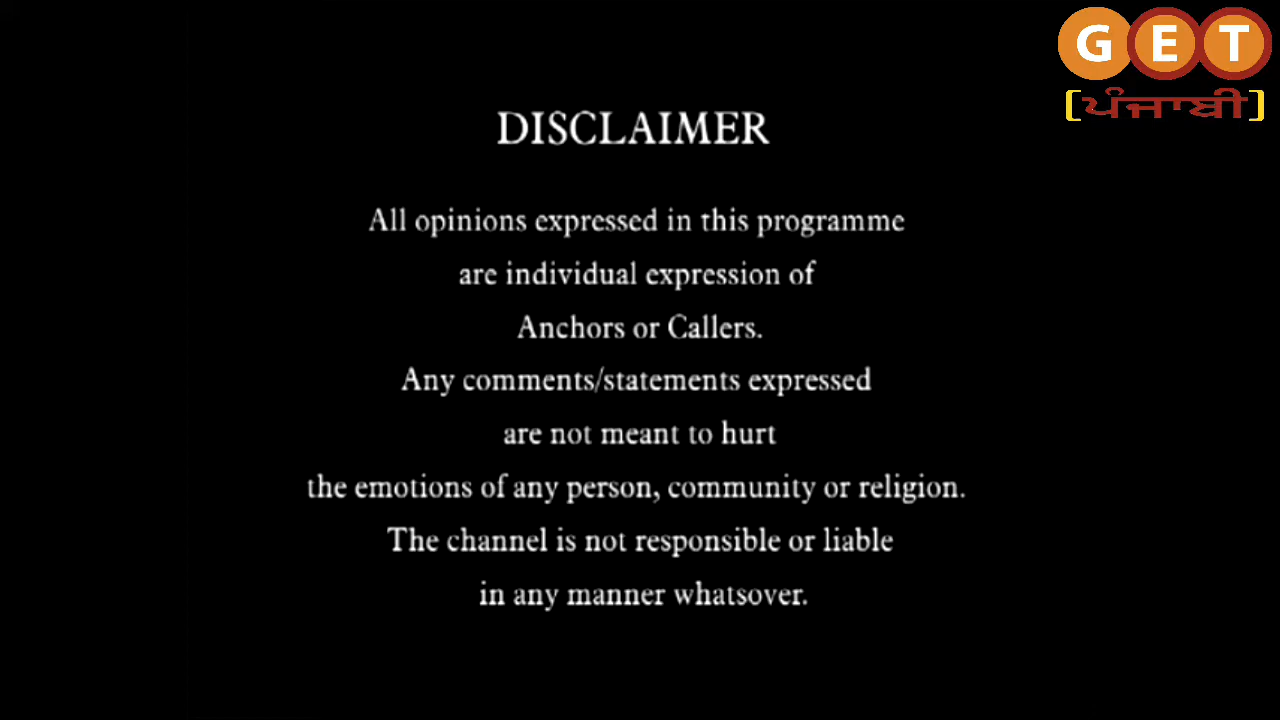 GET
[ਪੰਜਾਬੀ]
DISCLAIMER
All opinions expressed in this programme
are individual expression of
Anchors or Callers.
Any comments/statements expressed
are not meant to hurt
the emotions of any person, community or religion.
The channel is not responsible or liable
in any manner whatsover.